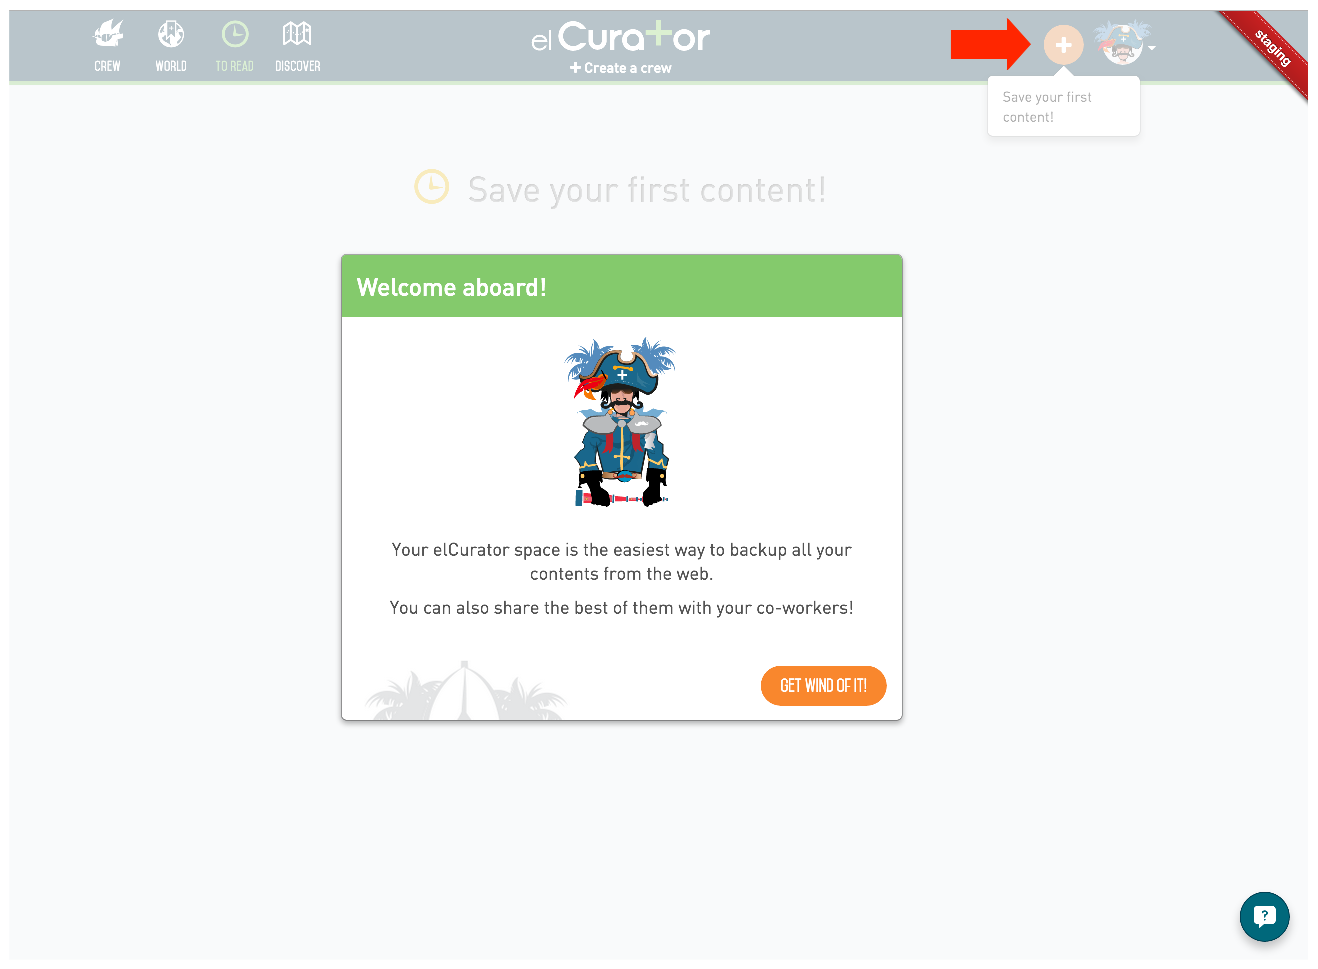 CREW
WORLD
TO READ
DISCOVER
el Curator
+ Create a crew
staging
Save your first
content!
Save your first content!
Welcome aboard!
Your elCurator space is the easiest way to backup all your
contents from the web.
You can also share the best of them with your co-workers!
GET WIND OF IT!